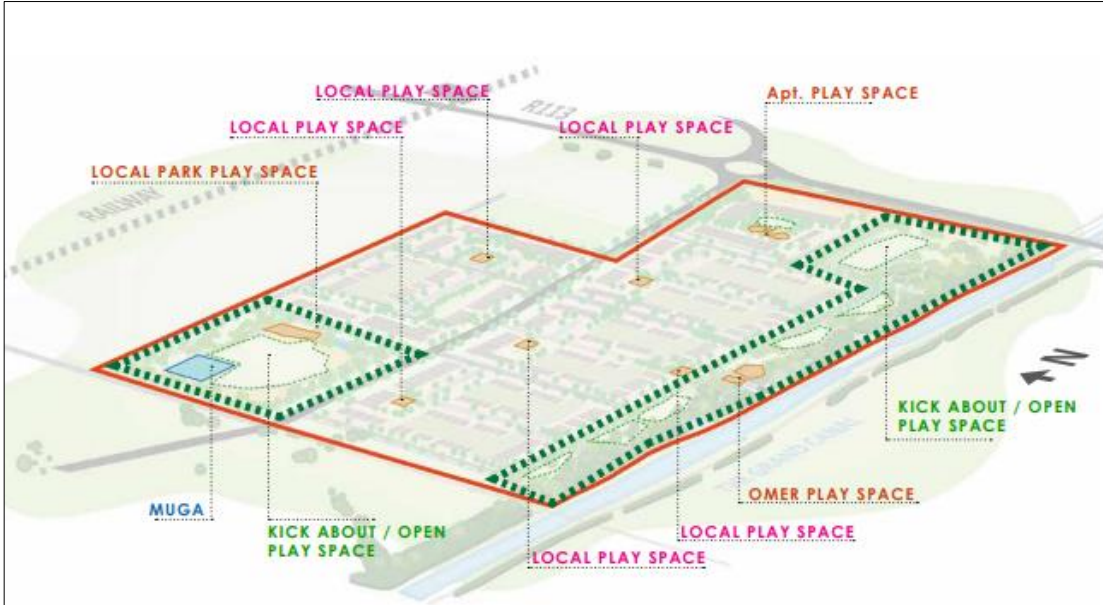 LOCAL PLAY SPACE
Apt. PLAY SPACE
R113
LOCAL PLAY SPACE
LOCAL PLAY SPACE
LOCAL PARK PLAY SPACE
RAILWAY
N
KICK ABOUT / OPEN
PLAY SPACE
GRAND CANAL
OMER PLAY SPACE
MUGA
KICK ABOUT / OPEN
PLAY SPACE
LOCAL PLAY SPACE
LOCAL PLAY SPACE